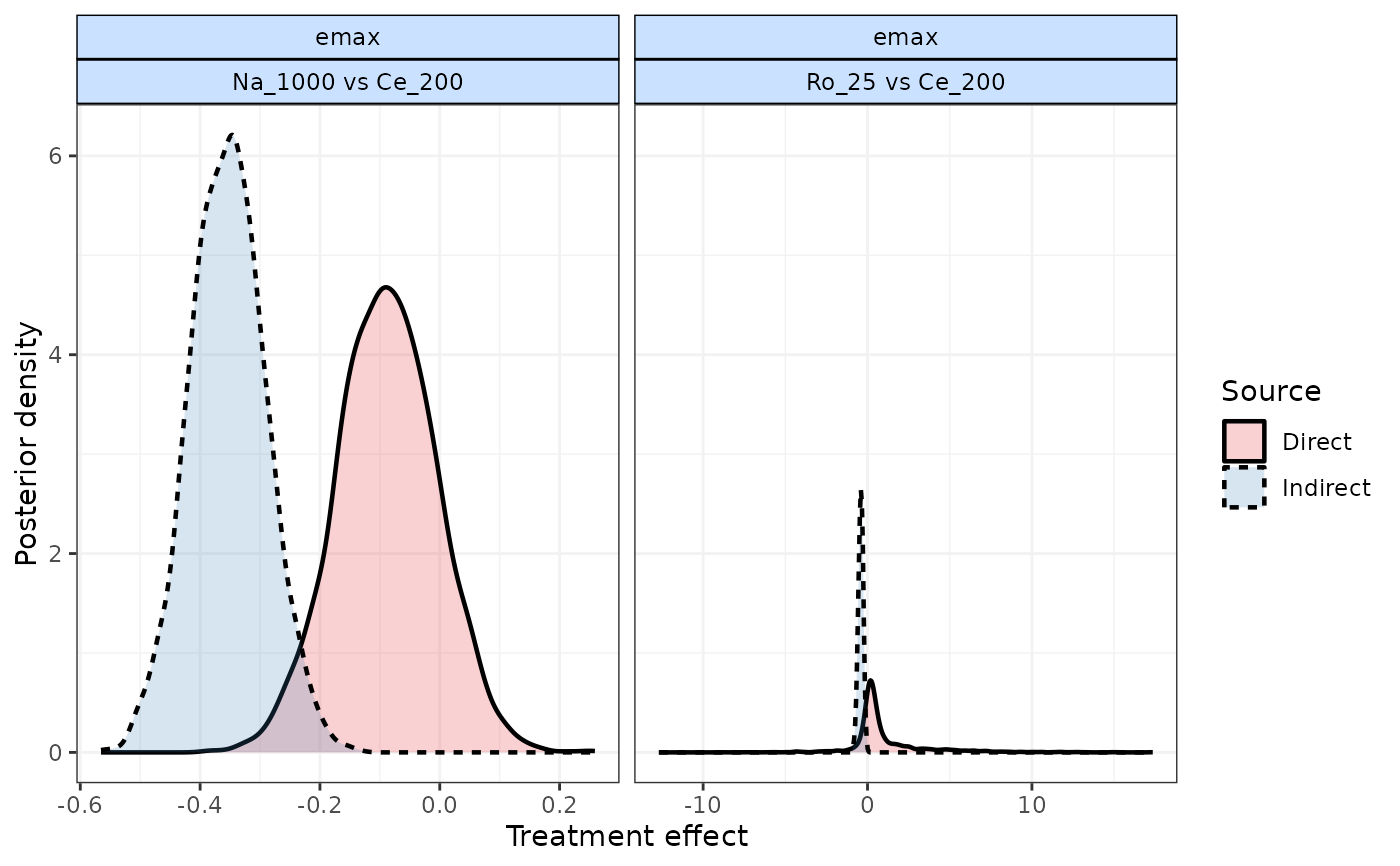 emax
emax
Na_1000 vs Ce_200
Ro_25 vs Ce_200
Posterior density
6
4
2
0
-0.6
-0.4
-0.2
0.0
0.2
-10
0
10
Treatment effect
Source
Direct
Indirect